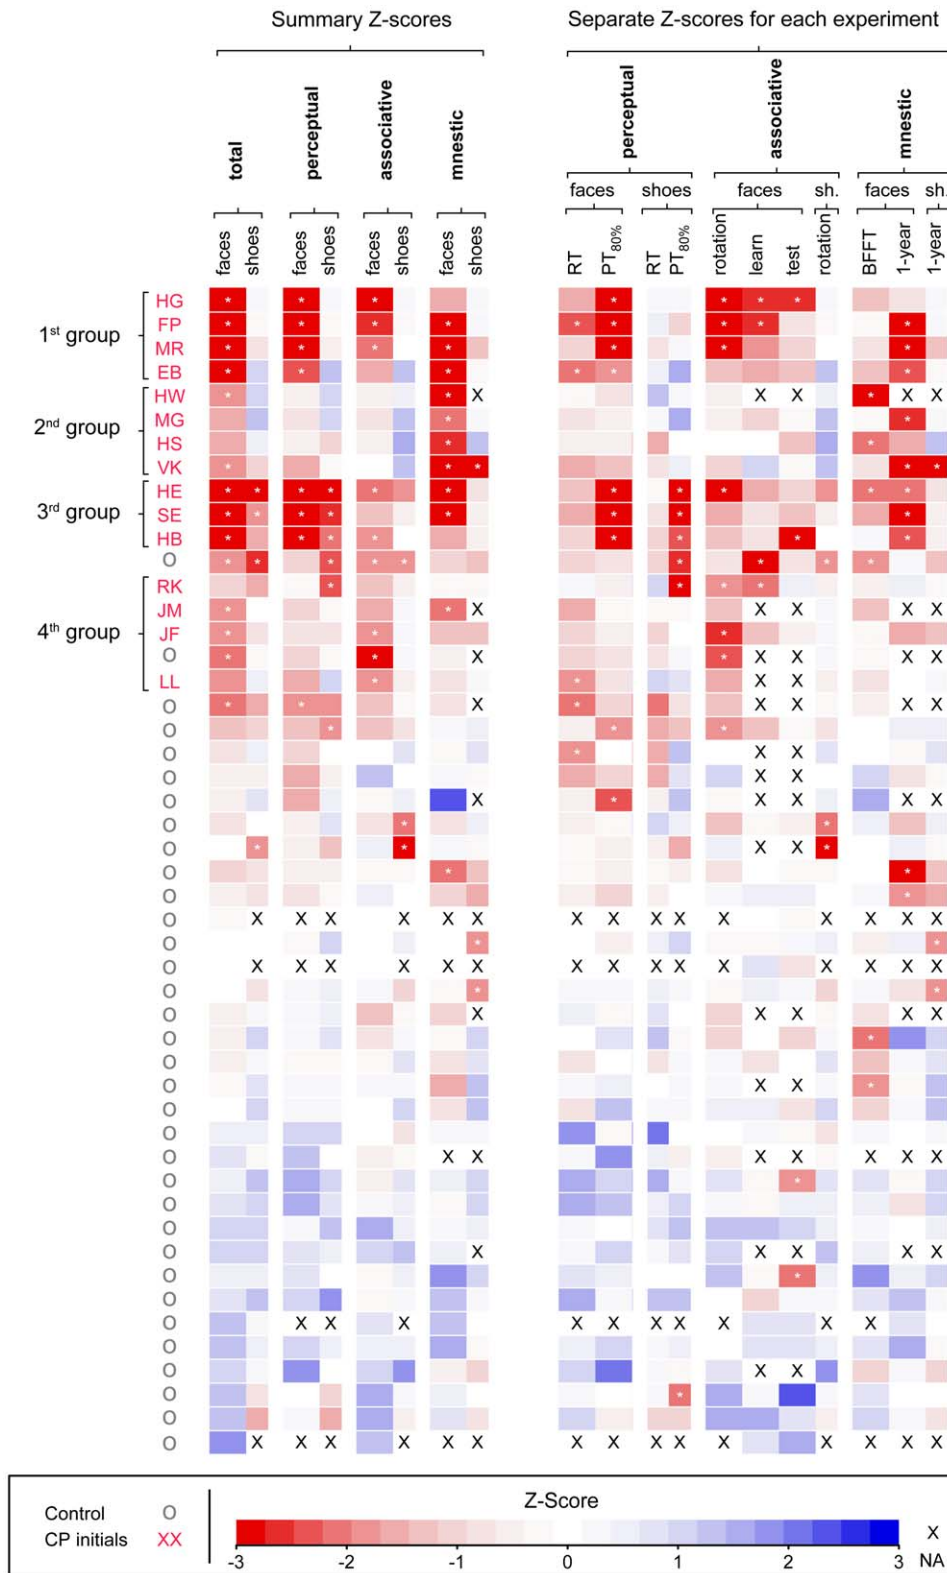 Summary Z-scores Separate Z-scores for each experiment
total perceptual associative mnestic perceptual associative mnestic
faces shoes faces sh. faces sh.
faces shoes faces shoes faces shoes faces shoes RT PT80% RT PT80% rotation learn test rotation BFFT 1-year 1-year
1st group
HG * * * * * * *
FP * * * * * * * * *
MR * * * * * * *
EB * * * * * *
2nd group
HW * * X X X * X X
MG * *
HS * *
VK * * * * *
3rd group
HE * * * * * * * * * * * *
SE * * * * * * * *
HB * * * * * * * *
O * * * * * * * * *
4th group
RK * * * *
JM * * X X X X X
JF * * *
O * * X * X X X X
LL * * * X X
O * * X * X X X X
O * * *
O * X X
O X X
O X * X X X X
O * *
O * * X X *
O * *
O *
O X X X X X X X X X X X X X X X
O * *
O X X X X X X X X X X X X X X X
O * *
O X X X X X
O *
O
O X X *
O
O
O X X X X X X X
O *
O
O
O X X X X X
O *
O
O X X X X X X X X X X
O
O X X
O *
O
O X X X X X X X X X X X X X X X
Z-Score
Control O
CP initials XX
X
-3 -2 -1 0 1 2 3 NA